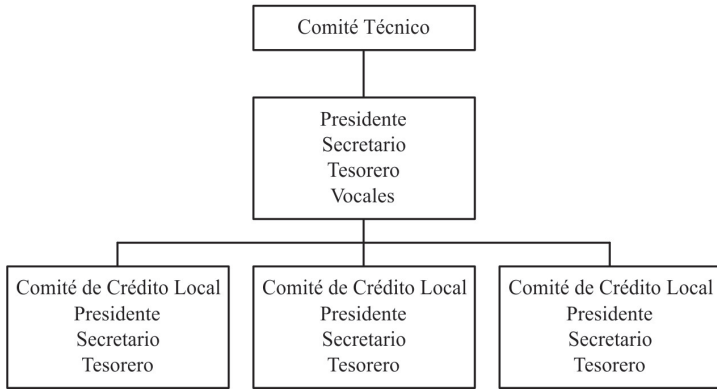 Comité Técnico
Presidente
Secretario
Tesorero
Vocales
Comité de Crédito Local
Presidente
Secretario
Tesorero
Comité de Crédito Local
Presidente
Secretario
Tesorero
Comité de Crédito Local
Presidente
Secretario
Tesorero